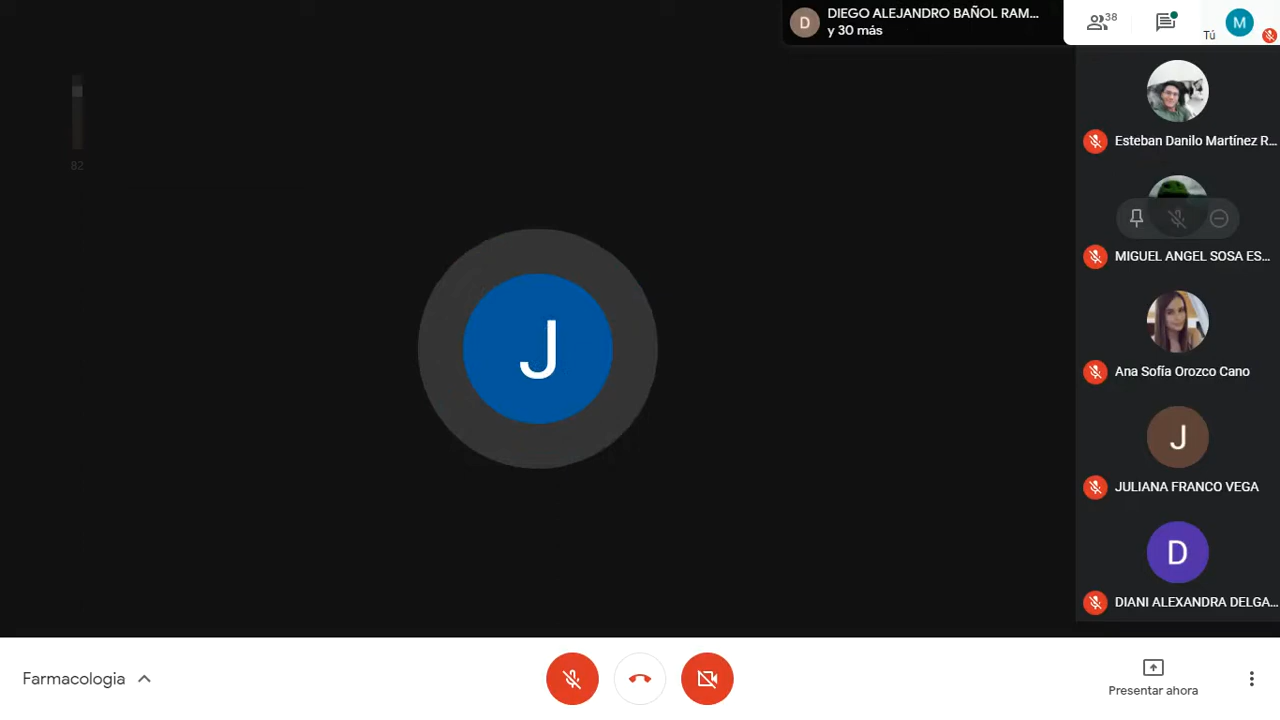 D
DIEGO ALEJANDRO BAÑOL RAM...
y 30 más
38
Tú
M
Esteban Danilo Martínez R...
82
MIGUEL ANGEL SOSA ES...
J
Ana Sofía Orozco Cano
J
JULIANA FRANCO VEGA
D
DIANI ALEXANDRA DELGA...
Farmacologia
Presentar ahora